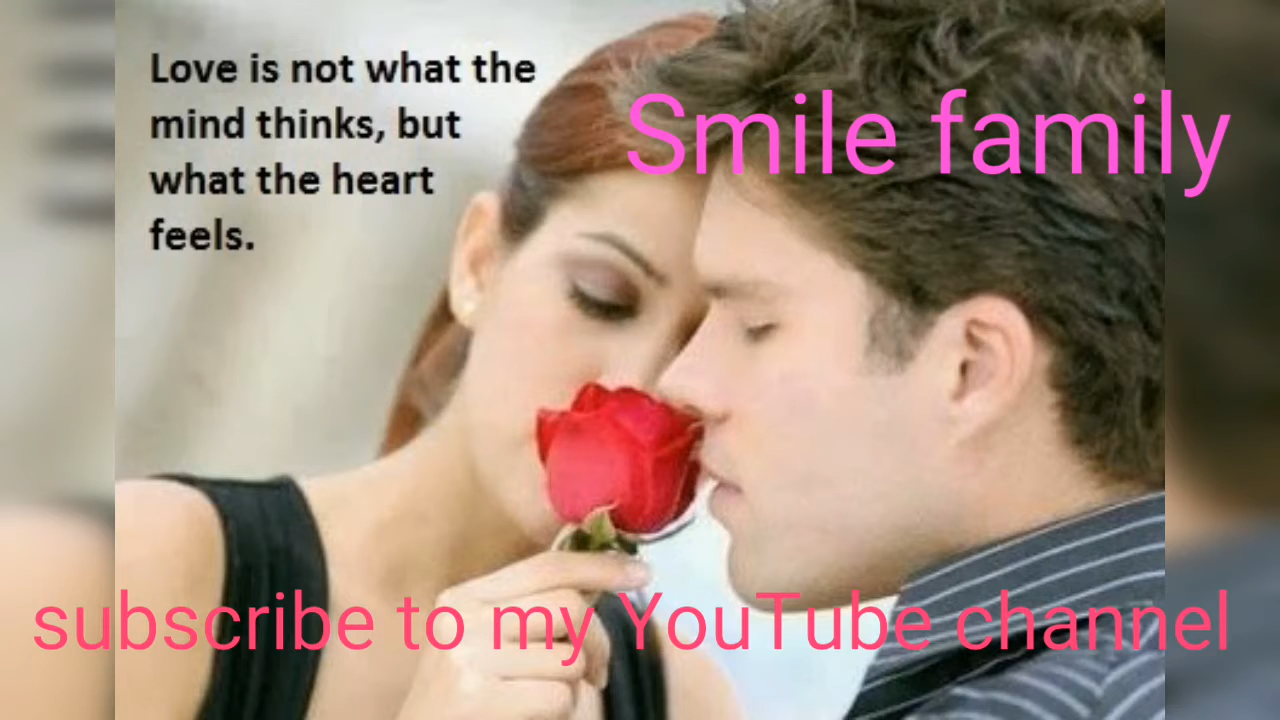 Love is not what the
mind thinks, but
what the heart
feels.
Smile family
subscribe to my YouTube channel